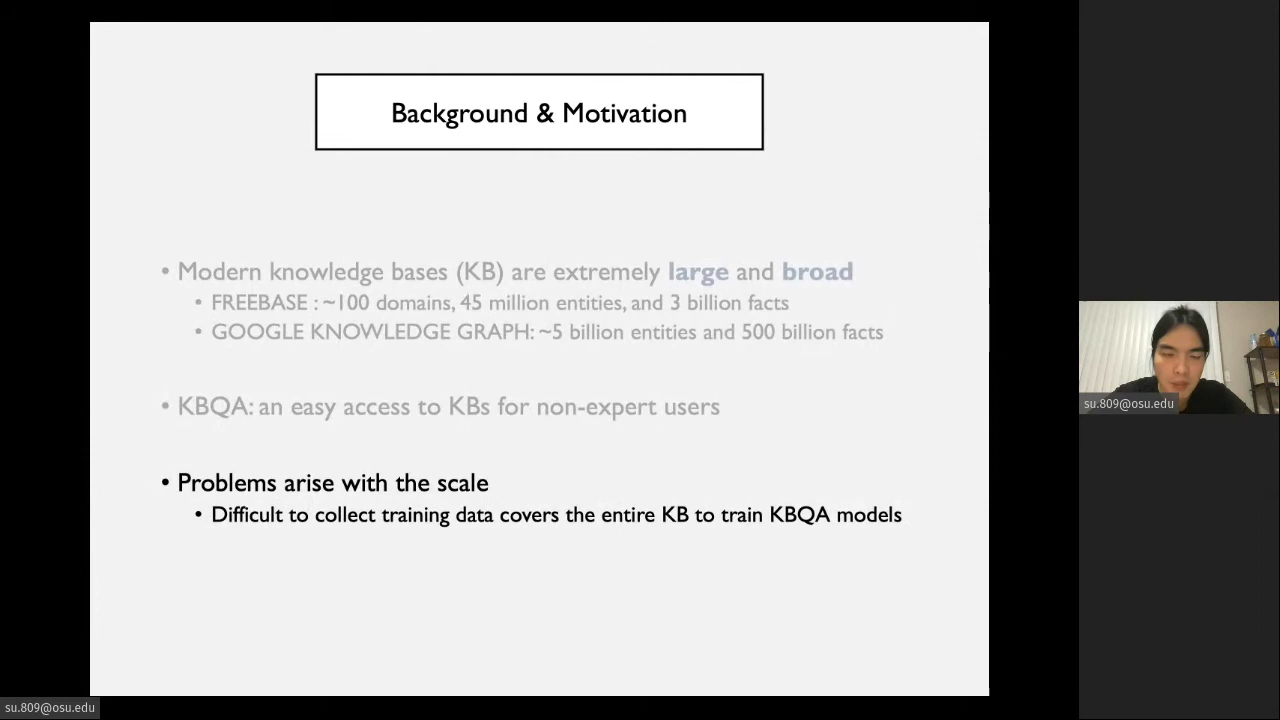 Background & Motivation
• Modern knowledge bases (KB) are extremely large and broad
• FREEBASE : ~100 domains, 45 million entities, and 3 billion facts
• GOOGLE KNOWLEDGE GRAPH: ~5 billion entities and 500 billion facts
• KBQA: an easy access to KBs for non-expert users
• Problems arise with the scale
• Difficult to collect training data covers the entire KB to train KBQA models
su.809@osu.edu
su.809@osu.edu